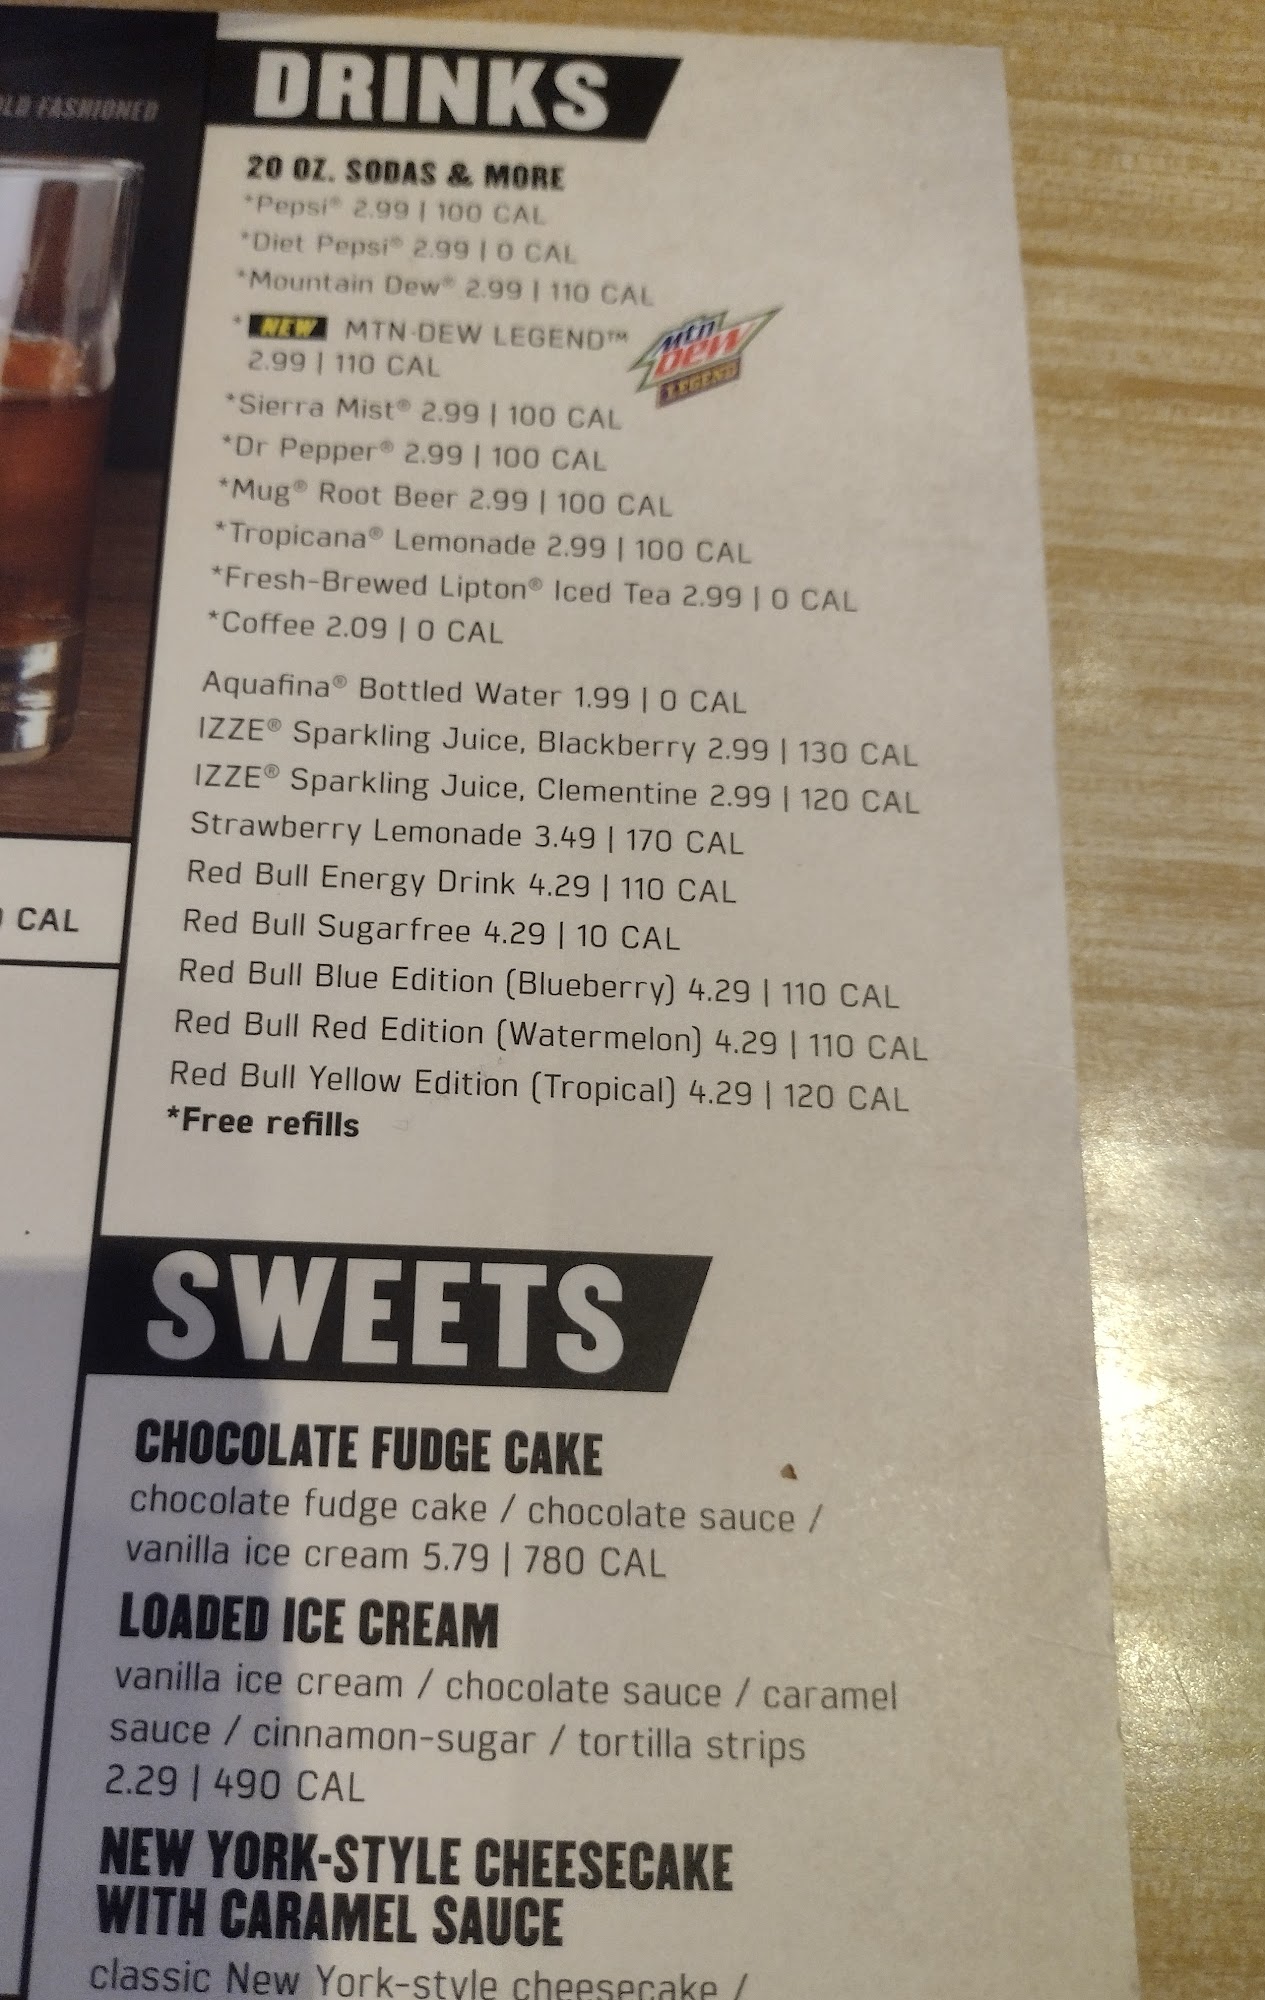 OLD FASHIONED
DRINKS
20 OZ. SODAS & MORE
*Pepsi® 2.99 | 100 CAL
*Diet Pepsi® 2.99 | 0 CAL
*Mountain Dew® 2.99 | 110 CAL
*NEW MTN-DEW LEGEND™
2.99 | 110 CAL
mtn
DEW
LEGEND
*Sierra Mist® 2.99 | 100 CAL
*Dr Pepper® 2.99 | 100 CAL
*Mug® Root Beer 2.99 | 100 CAL
*Tropicana® Lemonade 2.99 | 100 CAL
*Fresh-Brewed Lipton® Iced Tea 2.99 | 0 CAL
*Coffee 2.09 | 0 CAL
Aquafina® Bottled Water 1.99 | 0 CAL
IZZE® Sparkling Juice, Blackberry 2.99 | 130 CAL
IZZE® Sparkling Juice, Clementine 2.99 | 120 CAL
Strawberry Lemonade 3.49 | 170 CAL
Red Bull Energy Drink 4.29 | 110 CAL
Red Bull Sugarfree 4.29 | 10 CAL
Red Bull Blue Edition (Blueberry) 4.29 | 110 CAL
Red Bull Red Edition (Watermelon) 4.29 | 110 CAL
Red Bull Yellow Edition (Tropical) 4.29 | 120 CAL
*Free refills
CAL
SWEETS
CHOCOLATE FUDGE CAKE
chocolate fudge cake / chocolate sauce /
vanilla ice cream 5.79 | 780 CAL
LOADED ICE CREAM
vanilla ice cream / chocolate sauce / caramel
sauce / cinnamon-sugar / tortilla strips
2.29 | 490 CAL
NEW YORK-STYLE CHEESECAKE
WITH CARAMEL SAUCE
classic New York-style cheesecake /